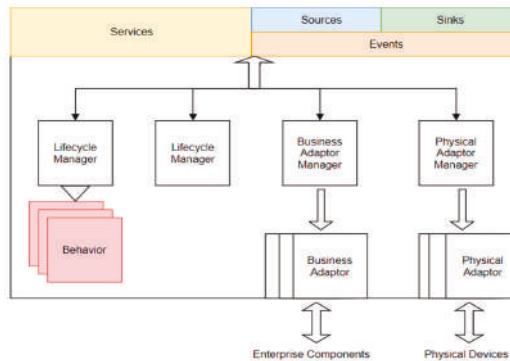 Services
Sources
Sinks
Events
Lifecycle
Manager
Lifecycle
Manager
Business
Adaptor
Manager
Physical
Adaptor
Manager
Behavior
Business
Adaptor
Physical
Adaptor
Enterprise Components
Physical Devices